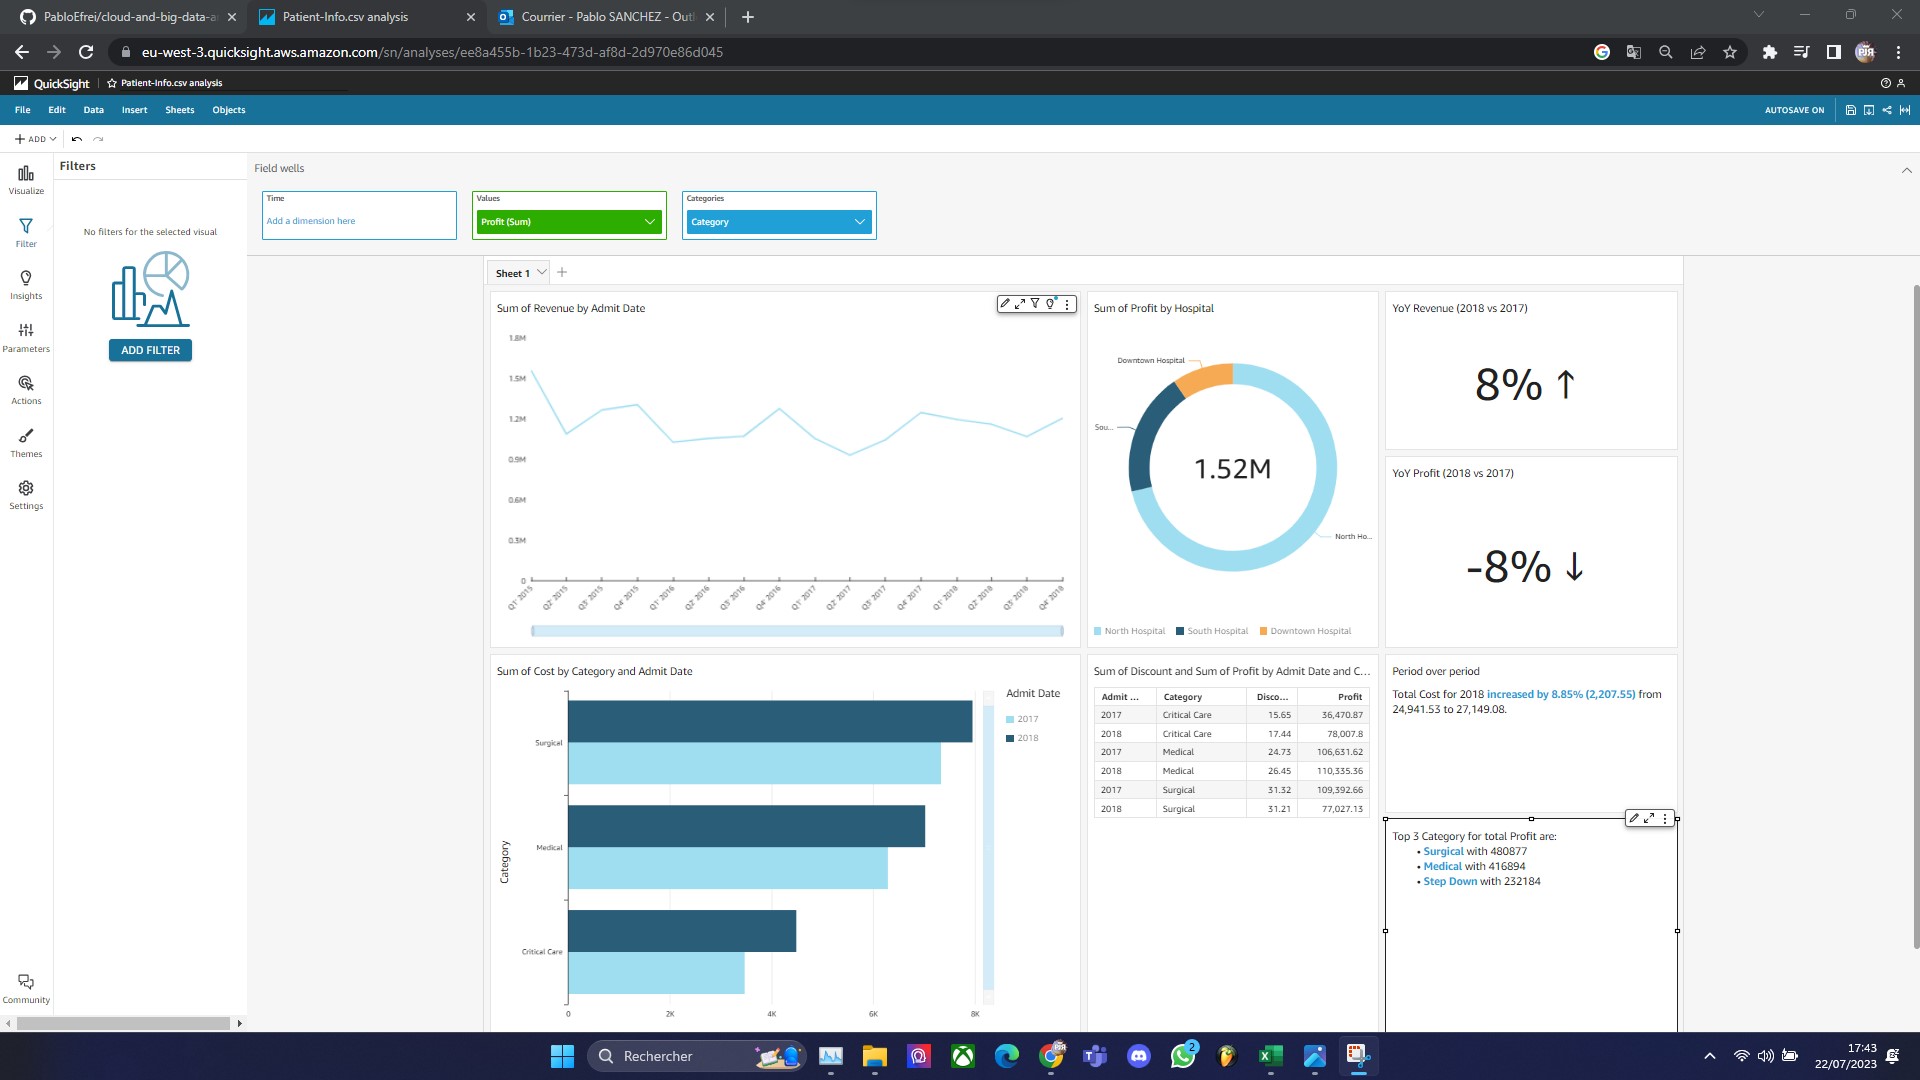 PabloEfrei/cloud-and-big-data-a
Patient-Info.csv analysis
Courrier - Pablo SANCHEZ - Outl
eu-west-3.quicksight.aws.amazon.com/sn/analyses/ee8a455b-1b23-473d-af8d-2d970e86d045
QuickSight
Patient-Info.csv analysis
File Edit Data Insert Sheets Objects
AUTOSAVE ON
ADD
Visualize
Filter
Insights
Parameters
Actions
Themes
Settings
Community
Filters
No filters for the selected visual
ADD FILTER
Field wells
Time
Add a dimension here
Values
Profit (Sum)
Categories
Category
Sheet 1
Sum of Revenue by Admit Date
1.8M
1.5M
1.2M
0.9M
0.6M
0.3M
0
Q1' 2015 Q2' 2015 Q3' 2015 Q4' 2015 Q1' 2016 Q2' 2016 Q3' 2016 Q4' 2016 Q1' 2017 Q2' 2017 Q3' 2017 Q4' 2017 Q1' 2018 Q2' 2018 Q3' 2018 Q4' 2018
Sum of Profit by Hospital
Downtown Hospital
Sou...
1.52M
North Ho...
North Hospital South Hospital Downtown Hospital
YoY Revenue (2018 vs 2017)
8% ↑
YoY Profit (2018 vs 2017)
-8% ↓
Sum of Cost by Category and Admit Date
Category
Surgical
Medical
Critical Care
0 2K 4K 6K 8K
Admit Date
2017
2018
Sum of Discount and Sum of Profit by Admit Date and C...
Admit ... Category Disco... Profit
2017 Critical Care 15.65 36,470.87
2018 Critical Care 17.44 78,007.8
2017 Medical 24.73 106,631.62
2018 Medical 26.45 110,335.36
2017 Surgical 31.32 109,392.66
2018 Surgical 31.21 77,027.13
Period over period
Total Cost for 2018 increased by 8.85% (2,207.55) from
24,941.53 to 27,149.08.
Top 3 Category for total Profit are:
• Surgical with 480877
• Medical with 416894
• Step Down with 232184
Rechercher
2
17:43
22/07/2023